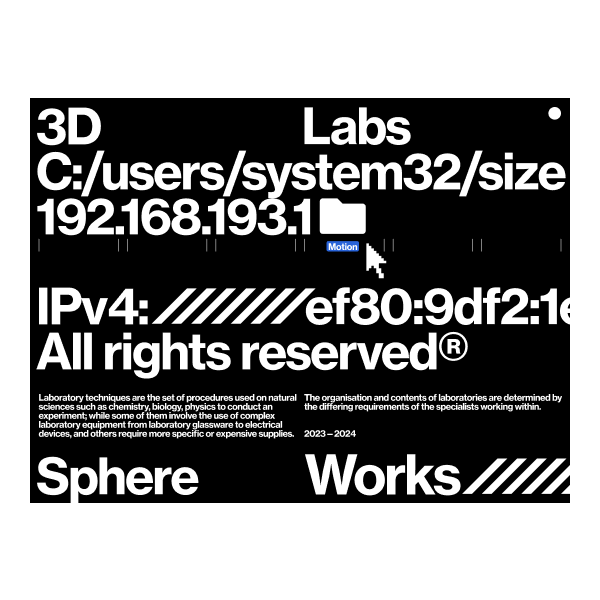 3D Labs
C:/users/system32/size
192.168.193.1
Motion
IPv4://////////ef80:9df2:1e
All rights reserved®
Laboratory techniques are the set of procedures used on natural
sciences such as chemistry, biology, physics to conduct an
experiment; while some of them involve the use of complex
laboratory equipment from laboratory glassware to electrical
devices, and others require more specific or expensive supplies.
The organisation and contents of laboratories are determined by
the differing requirements of the specialists working within.
2023—2024
Sphere Works//////